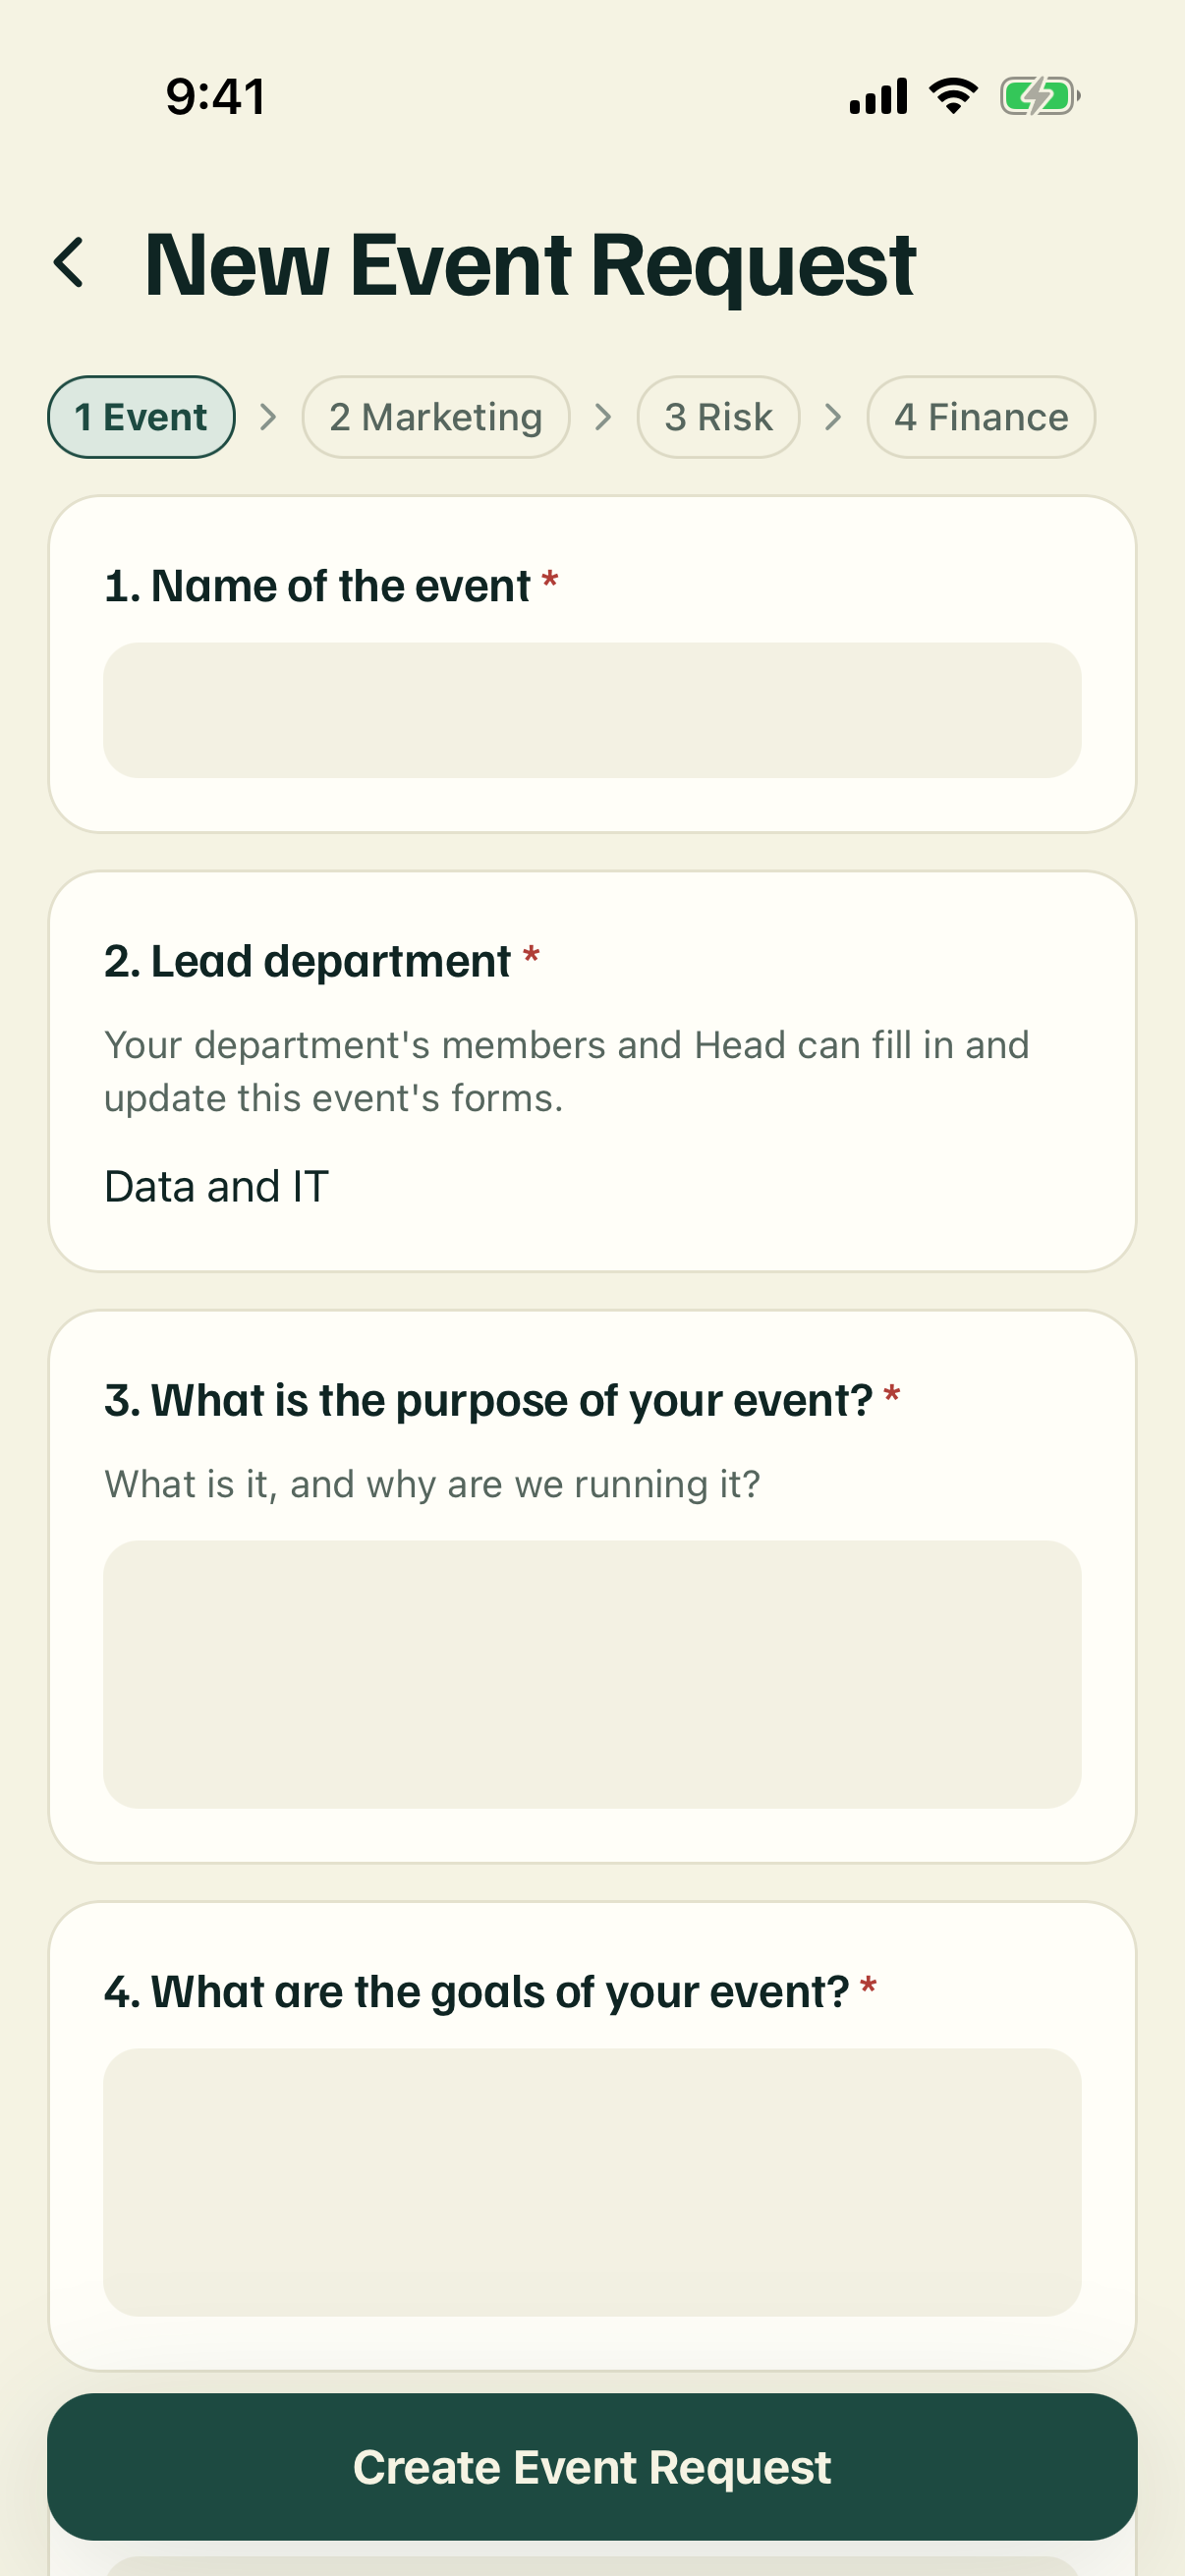 9:41
New Event Request
1 Event > 2 Marketing > 3 Risk > 4 Finance
1. Name of the event *
2. Lead department *
Your department's members and Head can fill in and
update this event's forms.
Data and IT
3. What is the purpose of your event? *
What is it, and why are we running it?
4. What are the goals of your event? *
Create Event Request